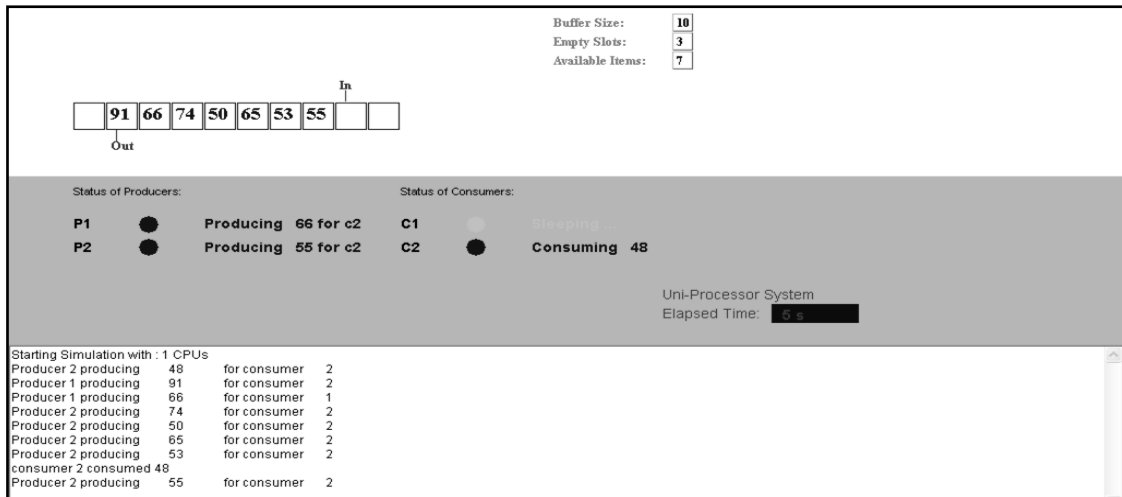 Buffer Size: 10
Empty Slots: 3
Available Items: 7
In
91 66 74 50 65 53 55
Out
Status of Producers: Status of Consumers:
P1 Producing 66 for c2 C1 Sleeping ...
P2 Producing 55 for c2 C2 Consuming 48
Uni-Processor System
Elapsed Time: 5 s
Starting Simulation with : 1 CPUs
Producer 2 producing 48 for consumer 2
Producer 1 producing 91 for consumer 2
Producer 1 producing 66 for consumer 1
Producer 2 producing 74 for consumer 2
Producer 2 producing 50 for consumer 2
Producer 2 producing 65 for consumer 2
Producer 2 producing 53 for consumer 2
consumer 2 consumed 48
Producer 2 producing 55 for consumer 2